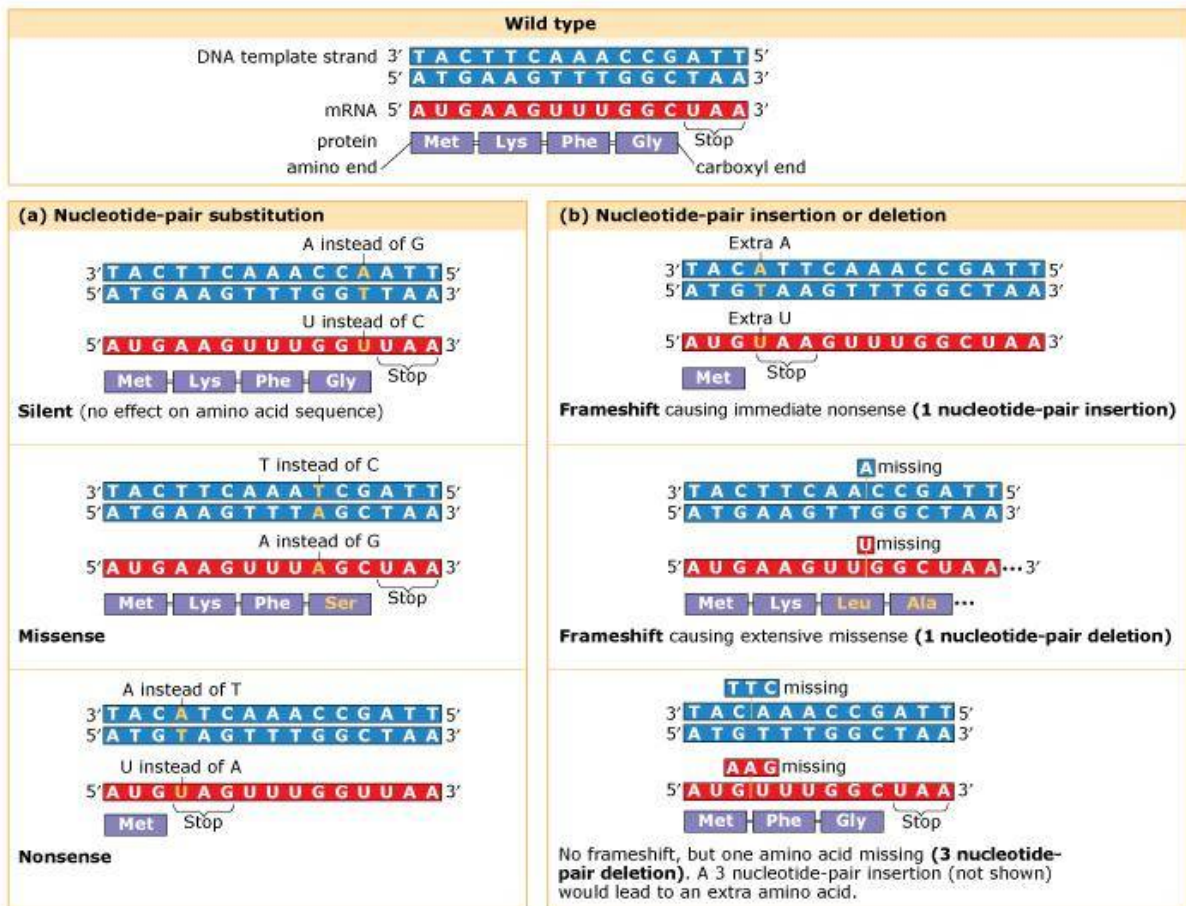 Wild type
DNA template strand 3′ T A C T T C A A A C C G A T T 5′
5′ A T G A A G T T T G G C T A A 3′
mRNA 5′ A U G A A G U U U G G C U A A 3′
protein Met Lys Phe Gly Stop
amino end carboxyl end
(a) Nucleotide-pair substitution
A instead of G
3′ T A C T T C A A A C C A A T T 5′
5′ A T G A A G T T T G G T T A A 3′
U instead of C
5′ A U G A A G U U U G G U U A A 3′
Met Lys Phe Gly Stop
Silent (no effect on amino acid sequence)
T instead of C
3′ T A C T T C A A A T C G A T T 5′
5′ A T G A A G T T T A G C T A A 3′
A instead of G
5′ A U G A A G U U U A G C U A A 3′
Met Lys Phe Ser Stop
Missense
A instead of T
3′ T A C A T C A A A C C G A T T 5′
5′ A T G T A G T T T G G C T A A 3′
U instead of A
5′ A U G U A G U U U G G U U A A 3′
Met Stop
Nonsense
(b) Nucleotide-pair insertion or deletion
Extra A
3′ T A C A T T C A A A C C G A T T 5′
5′ A T G T A A G T T T G G C T A A 3′
Extra U
5′ A U G U A A G U U U G G C U A A 3′
Stop
Met
Frameshift causing immediate nonsense (1 nucleotide-pair insertion)
A missing
3′ T A C T T C A A C C G A T T 5′
5′ A T G A A G T T G G C T A A 3′
U missing
5′ A U G A A G U U G G C U A A ••• 3′
Met Lys Leu Ala •••
Frameshift causing extensive missense (1 nucleotide-pair deletion)
T T C missing
3′ T A C A A A C C G A T T 5′
5′ A T G T T T G G C T A A 3′
A A G missing
5′ A U G U U U G G C U A A 3′
Met Phe Gly Stop
No frameshift, but one amino acid missing (3 nucleotide-
pair deletion). A 3 nucleotide-pair insertion (not shown)
would lead to an extra amino acid.